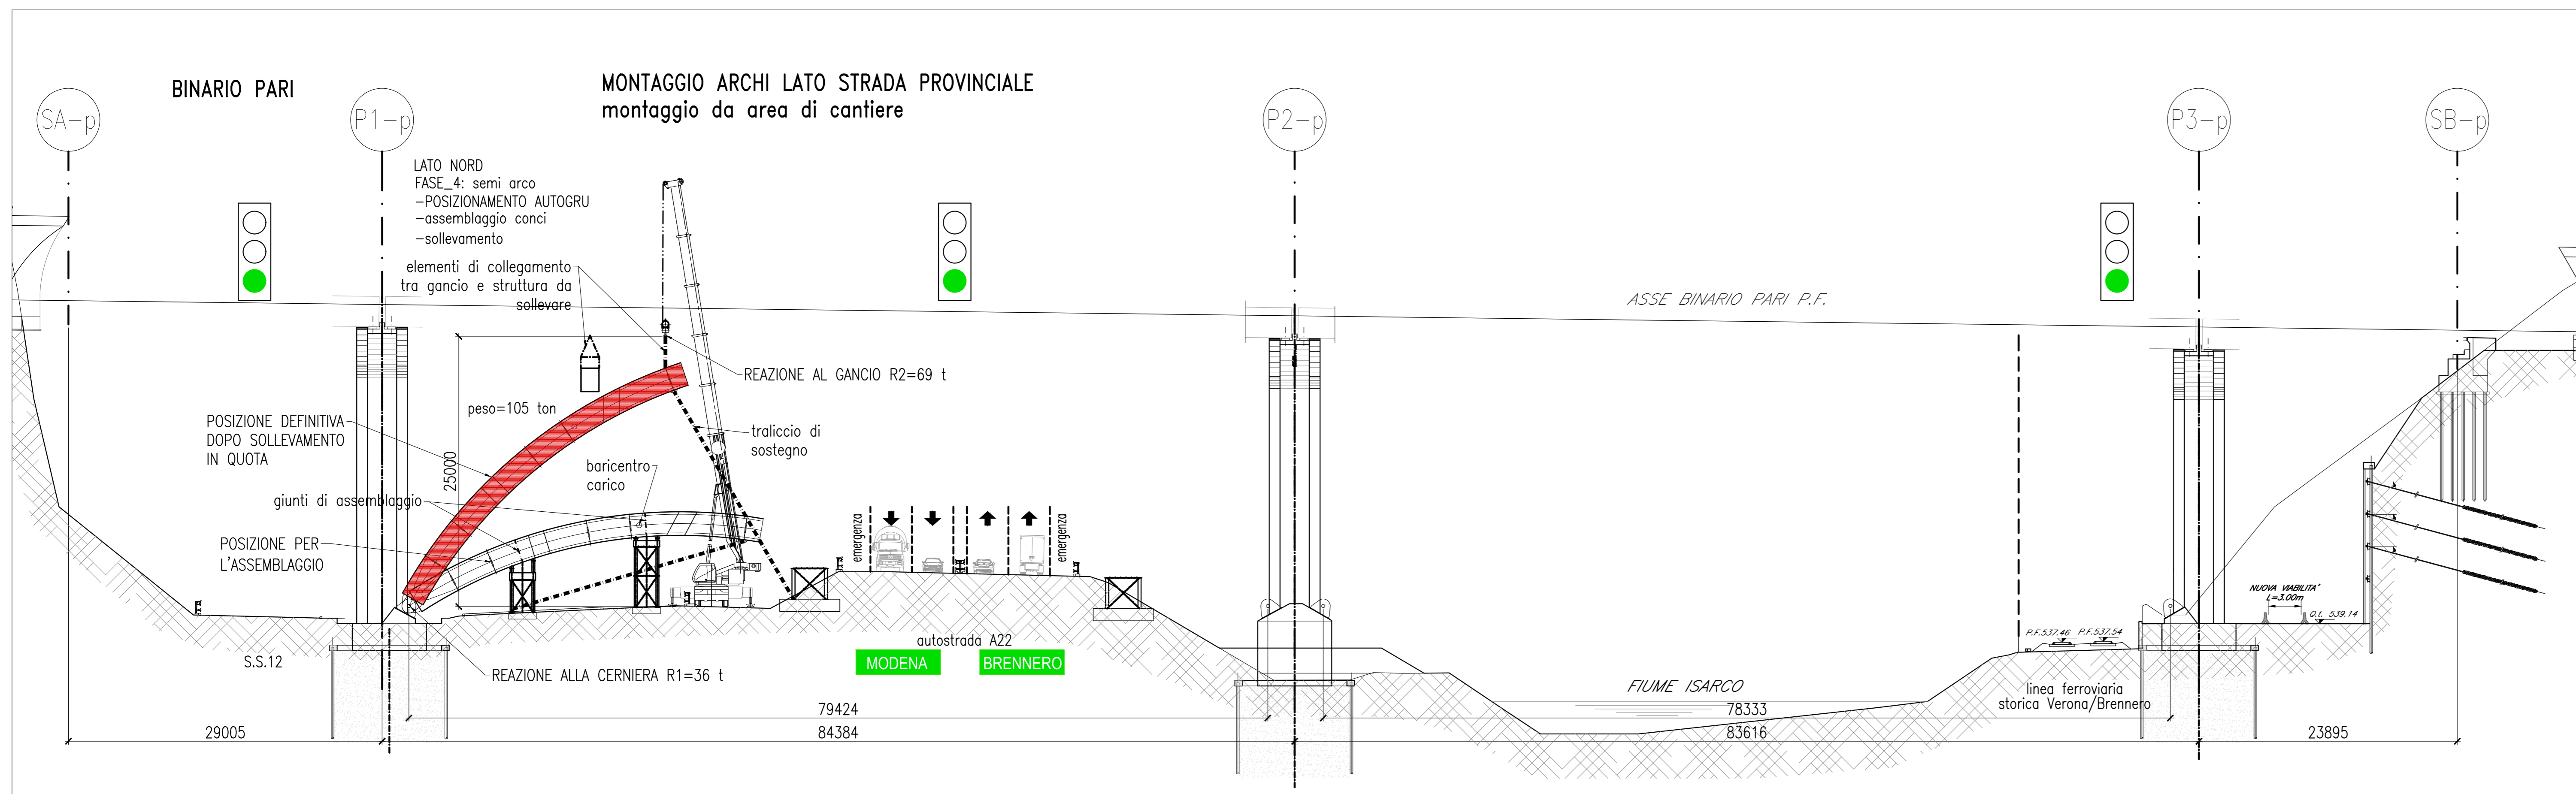 BINARIO PARI
MONTAGGIO ARCHI LATO STRADA PROVINCIALE
montaggio da area di cantiere
SA-p
P1-p
P2-p
P3-p
SB-p
LATO NORD
FASE_4: semi arco
-POSIZIONAMENTO AUTOGRU
-assemblaggio conci
-sollevamento
elementi di collegamento
tra gancio e struttura da
sollevare
ASSE BINARIO PARI P.F.
REAZIONE AL GANCIO R2=69 t
peso=105 ton
POSIZIONE DEFINITIVA
DOPO SOLLEVAMENTO
IN QUOTA
traliccio di
sostegno
25000
baricentro
carico
giunti di assemblaggio
POSIZIONE PER
L'ASSEMBLAGGIO
emergenza
emergenza
NUOVA VIABILITA'
L=3.00m
Q.t. 539.14
P.F.537.46 P.F.537.54
autostrada A22
MODENA
BRENNERO
S.S.12
REAZIONE ALLA CERNIERA R1=36 t
FIUME ISARCO
linea ferroviaria
storica Verona/Brennero
79424
78333
29005
84384
83616
23895